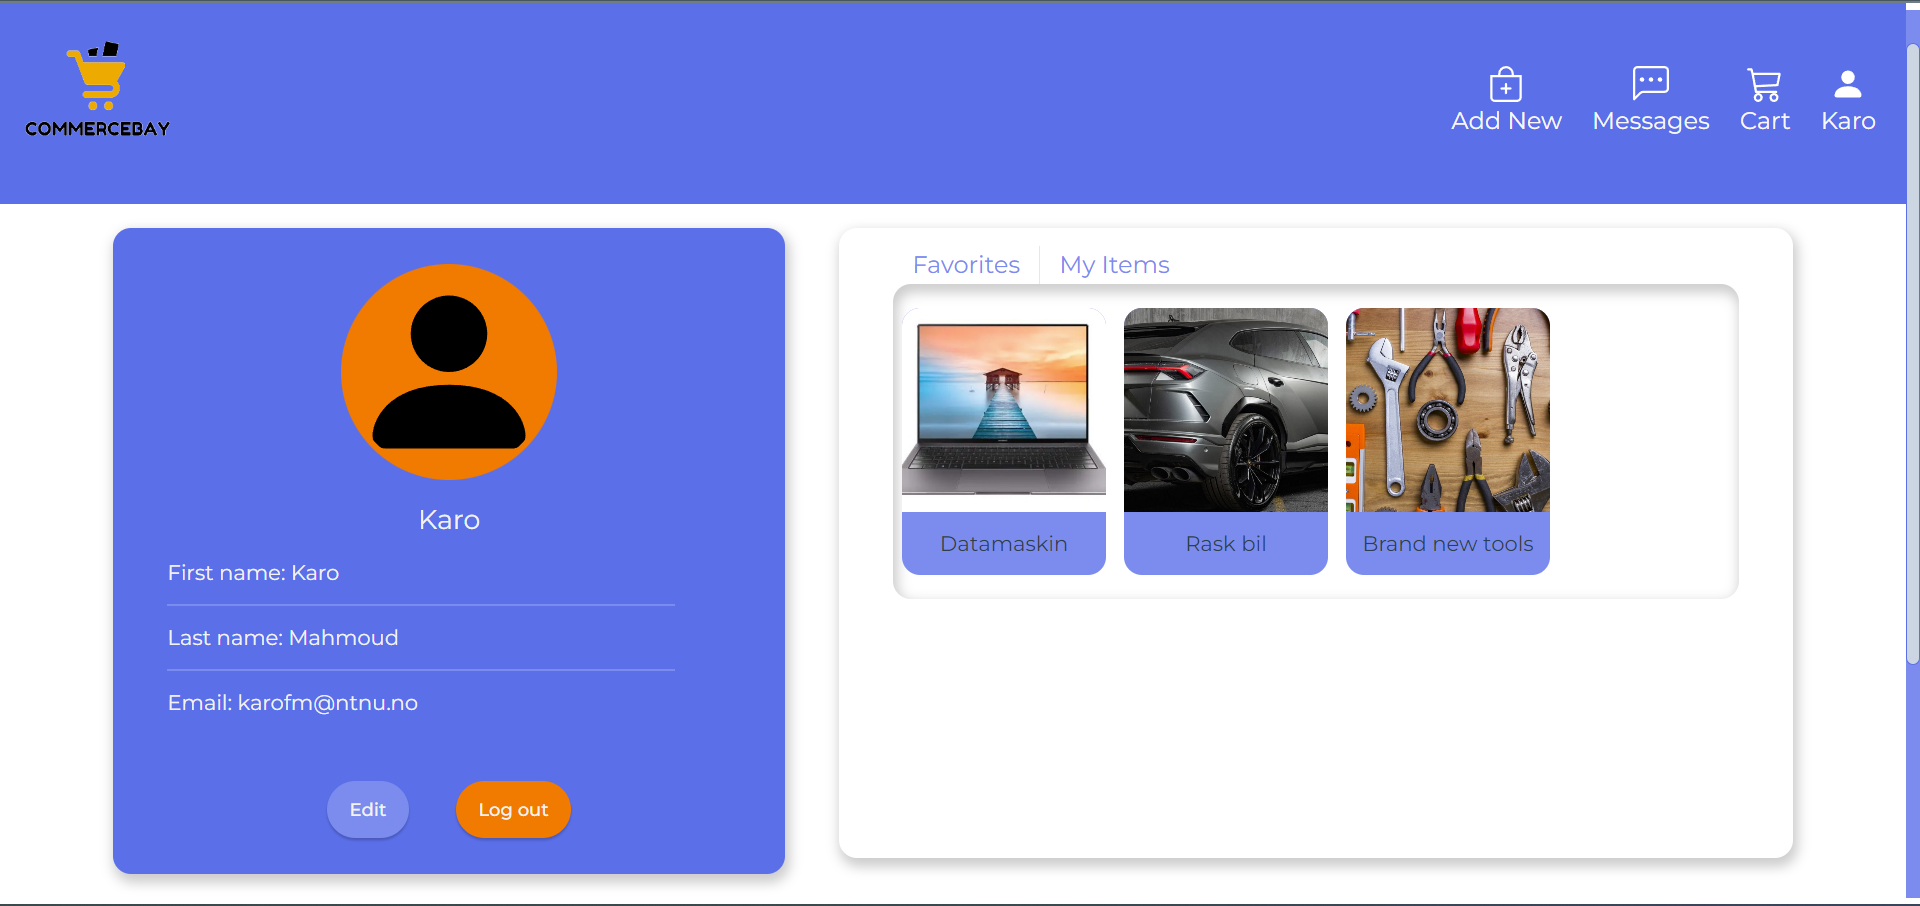 COMMERCEBAY
Add New
Messages
Cart
Karo
Karo
First name: Karo
Last name: Mahmoud
Email: karofm@ntnu.no
Edit
Log out
Favorites
My Items
Datamaskin
Rask bil
Brand new tools